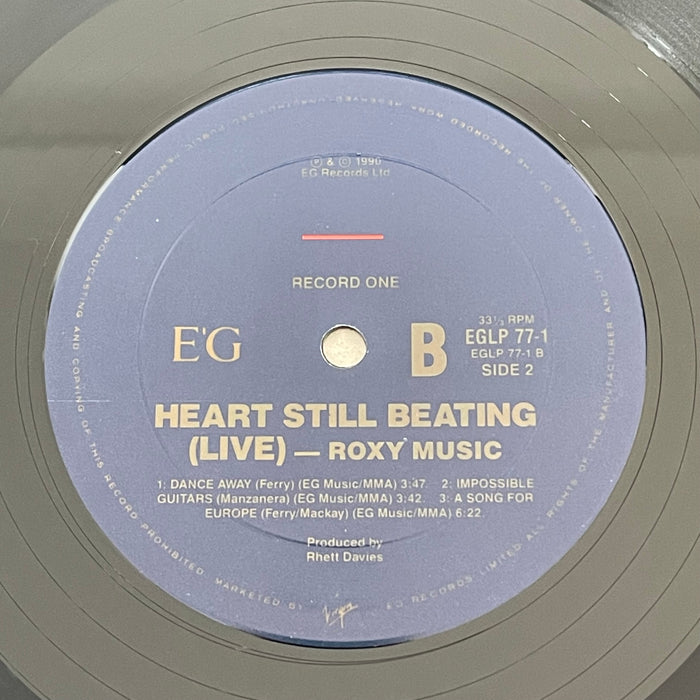 ℗ & © 1990
EG Records Ltd
RECORD ONE
E'G
B
33⅓ RPM
EGLP 77-1
EGLP 77-1 B
SIDE 2
HEART STILL BEATING
(LIVE) — ROXY MUSIC
1: DANCE AWAY (Ferry) (EG Music/MMA) 3:47. 2: IMPOSSIBLE
GUITARS (Manzanera) (EG Music/MMA) 3:42. 3: A SONG FOR
EUROPE (Ferry/Mackay) (EG Music/MMA) 6:22.
Produced by
Rhett Davies
ALL RIGHTS OF THE MANUFACTURER AND OF THE OWNER OF THE RECORDED WORK RESERVED. UNAUTHORISED PUBLIC PERFORMANCE BROADCASTING AND COPYING OF THIS RECORD PROHIBITED MARKETED BY Virgin EG RECORDS LIMITED